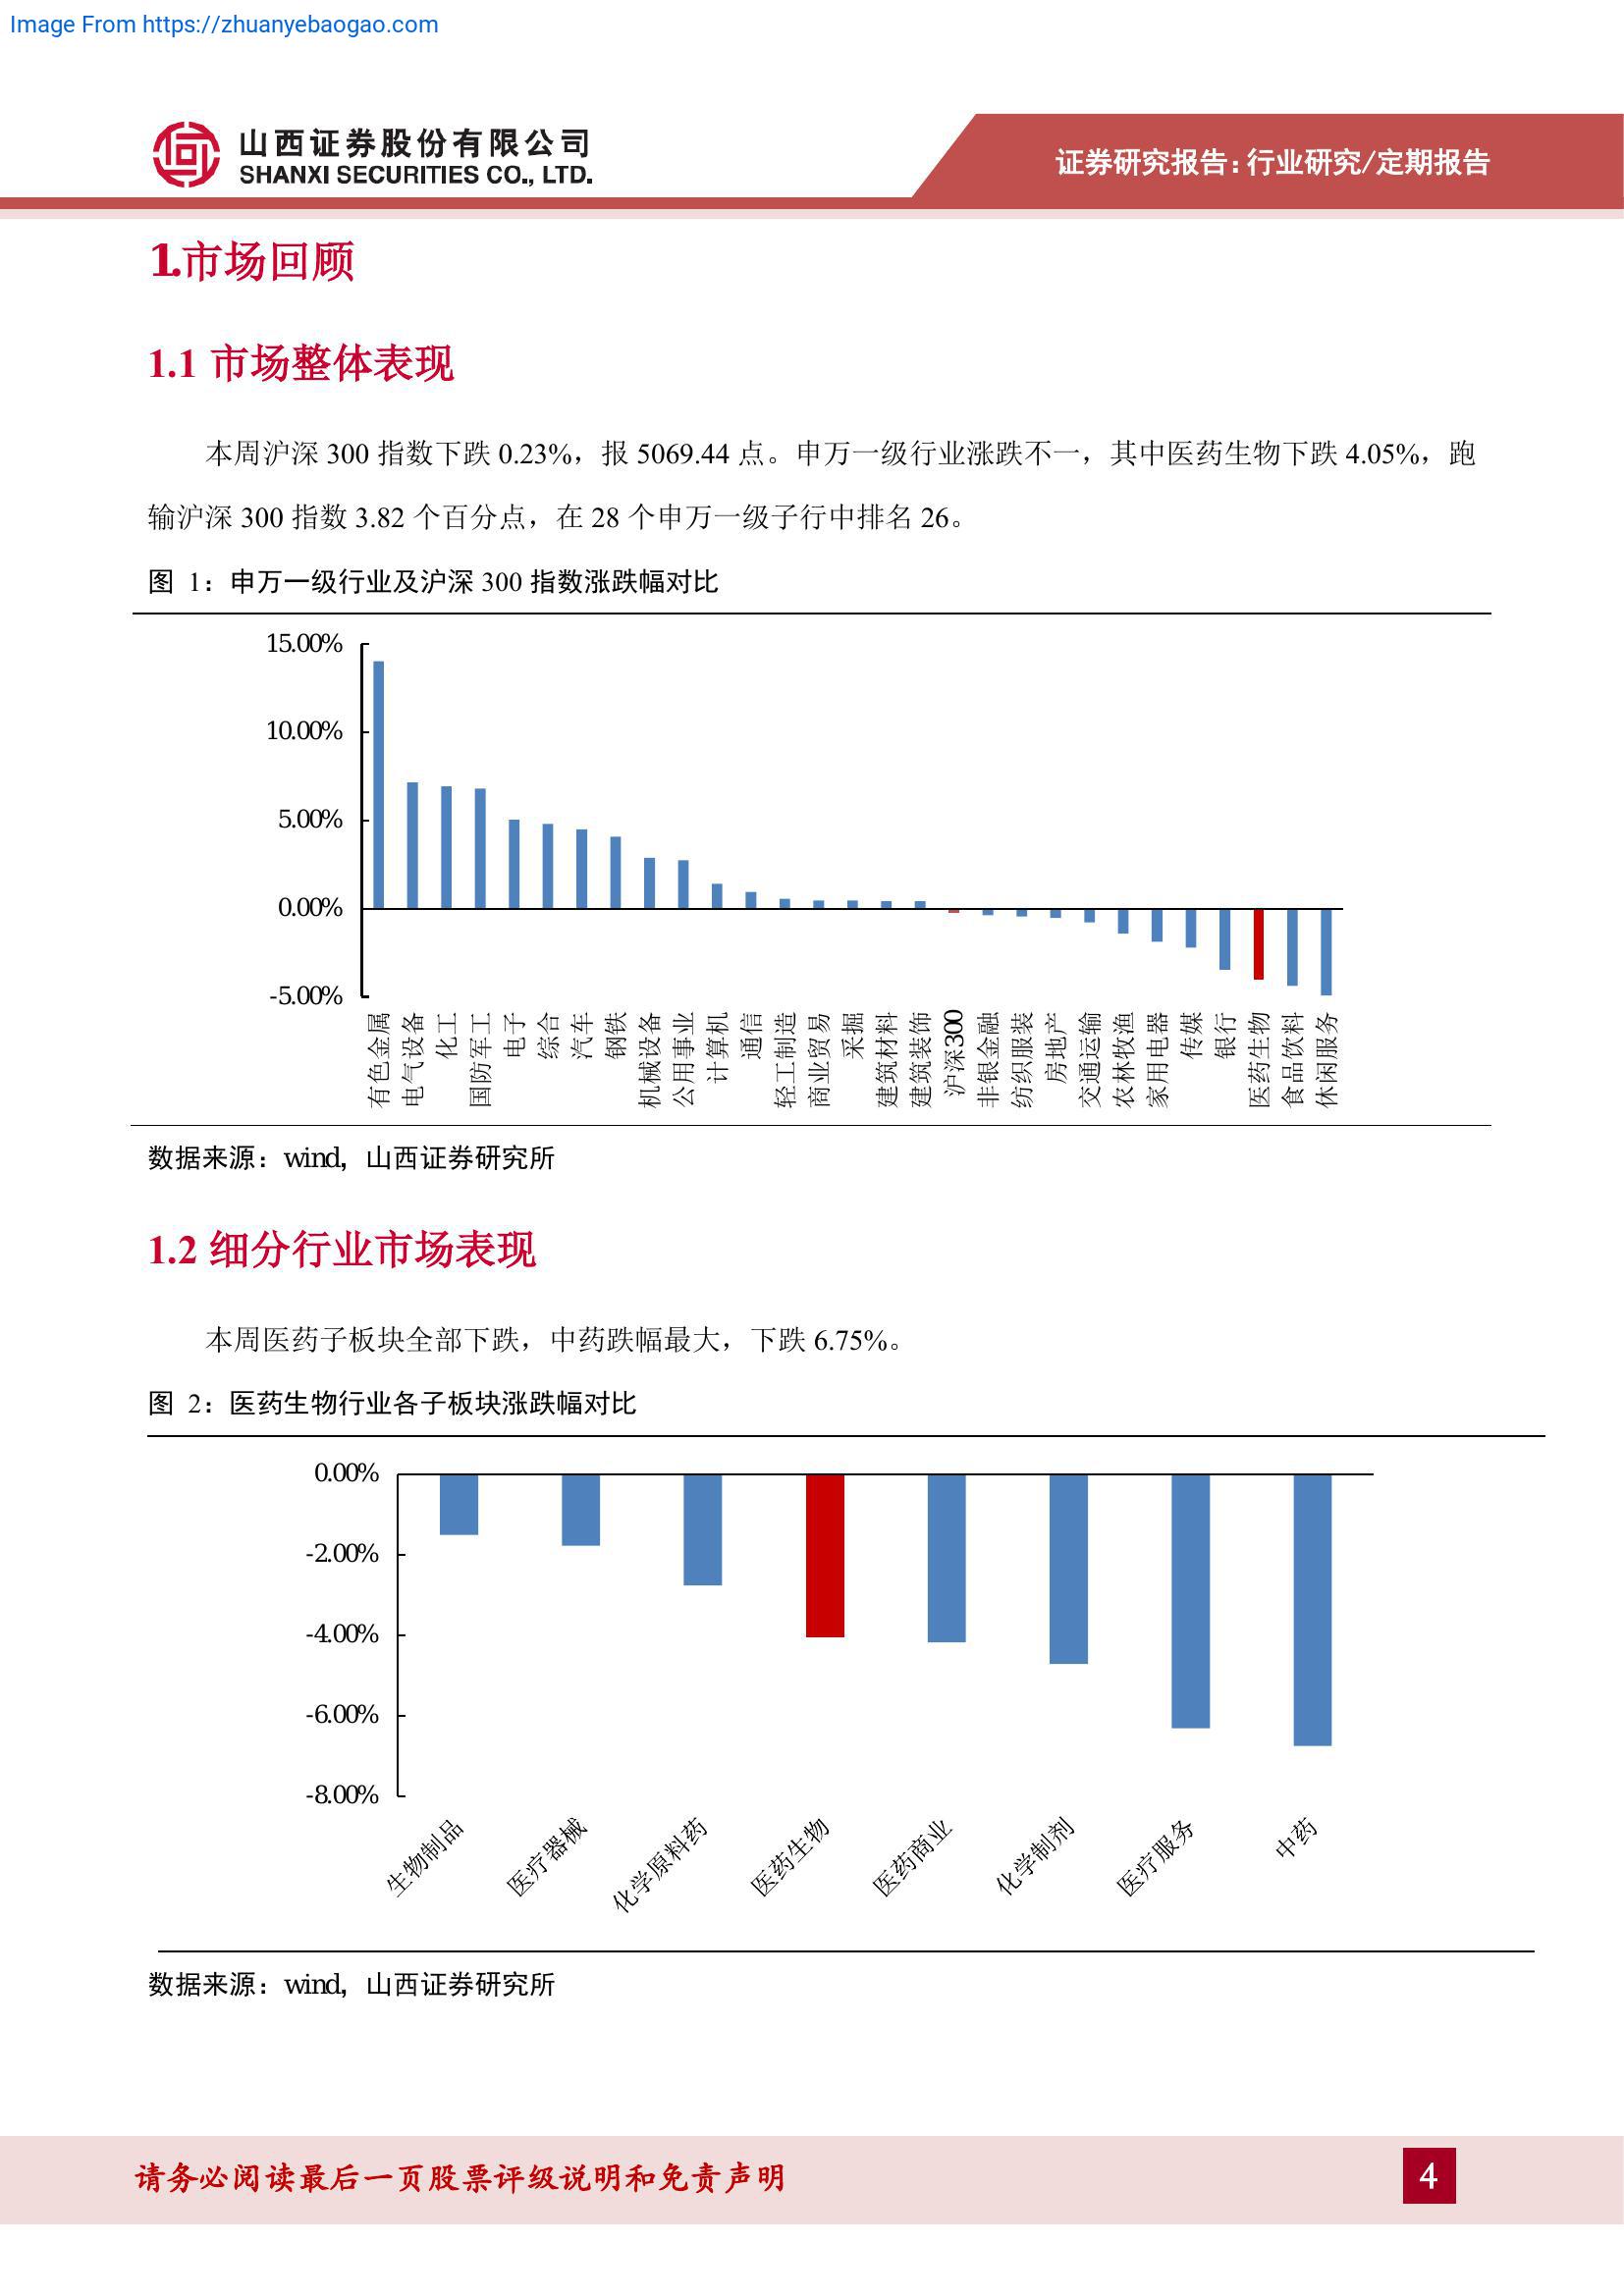 Image From https://zhuanyebaogao.com
山西证券股份有限公司
SHANXI SECURITIES CO., LTD.
证券研究报告:行业研究/定期报告
1.市场回顾
1.1 市场整体表现
本周沪深 300 指数下跌 0.23%，报 5069.44 点。申万一级行业涨跌不一，其中医药生物下跌 4.05%，跑
输沪深 300 指数 3.82 个百分点，在 28 个申万一级子行中排名 26。
图 1：申万一级行业及沪深 300 指数涨跌幅对比
15.00%
10.00%
5.00%
0.00%
-5.00%
有色金属
电气设备
化工
国防军工
电子
综合
汽车
钢铁
机械设备
公用事业
计算机
通信
轻工制造
商业贸易
采掘
建筑材料
建筑装饰
沪深300
非银金融
纺织服装
房地产
交通运输
农林牧渔
家用电器
传媒
银行
医药生物
食品饮料
休闲服务
数据来源：wind，山西证券研究所
1.2 细分行业市场表现
本周医药子板块全部下跌，中药跌幅最大，下跌 6.75%。
图 2：医药生物行业各子板块涨跌幅对比
0.00%
-2.00%
-4.00%
-6.00%
-8.00%
生物制品
医疗器械
化学原料药
医药生物
医药商业
化学制剂
医疗服务
中药
数据来源：wind，山西证券研究所
请务必阅读最后一页股票评级说明和免责声明
4